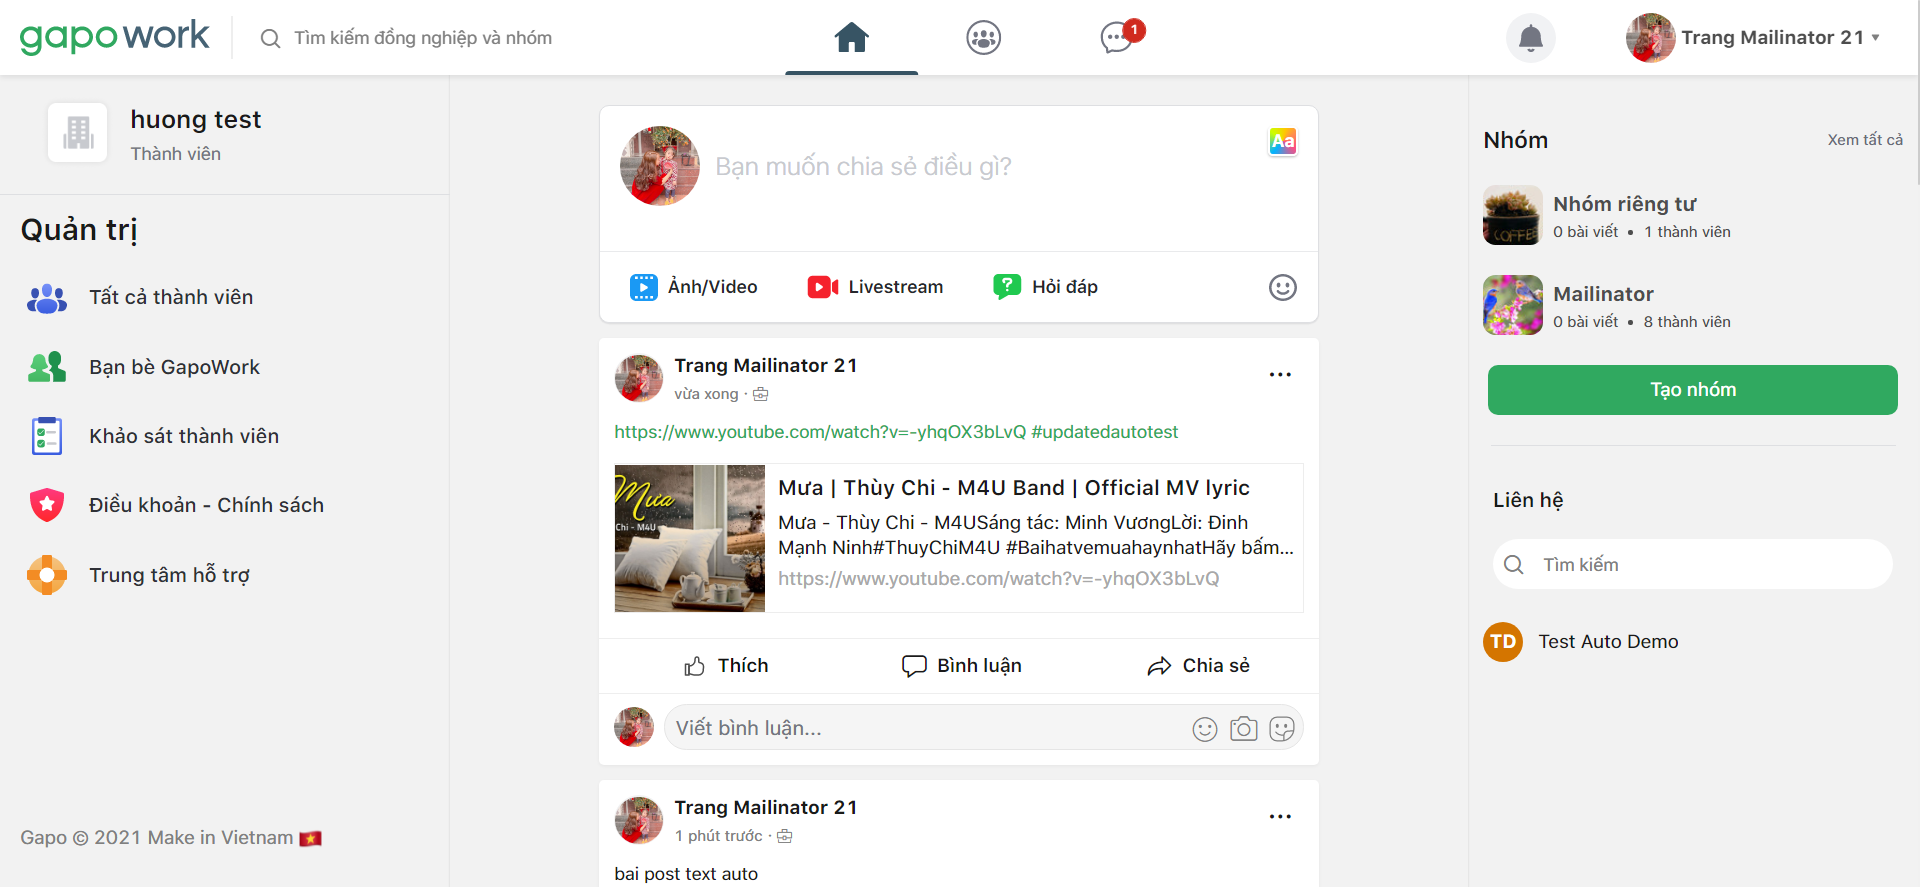 gapowork
Tìm kiếm đồng nghiệp và nhóm
1
Trang Mailinator 21
huong test
Thành viên
Quản trị
Tất cả thành viên
Bạn bè GapoWork
Khảo sát thành viên
Điều khoản - Chính sách
Trung tâm hỗ trợ
Gapo © 2021 Make in Vietnam
Bạn muốn chia sẻ điều gì?
Aa
Ảnh/Video
Livestream
Hỏi đáp
Trang Mailinator 21
vừa xong ·
https://www.youtube.com/watch?v=-yhqOX3bLvQ #updatedautotest
Mưa
Chi - M4U
Mưa | Thùy Chi - M4U Band | Official MV lyric
Mưa - Thùy Chi - M4USáng tác: Minh VươngLời: Đinh
Mạnh Ninh#ThuyChiM4U #BaihatvemuahaynhatHãy bấm...
https://www.youtube.com/watch?v=-yhqOX3bLvQ
Thích
Bình luận
Chia sẻ
Viết bình luận...
Trang Mailinator 21
1 phút trước ·
bai post text auto
Nhóm
Xem tất cả
COFFE
Nhóm riêng tư
0 bài viết • 1 thành viên
Mailinator
0 bài viết • 8 thành viên
Tạo nhóm
Liên hệ
Tìm kiếm
TD
Test Auto Demo